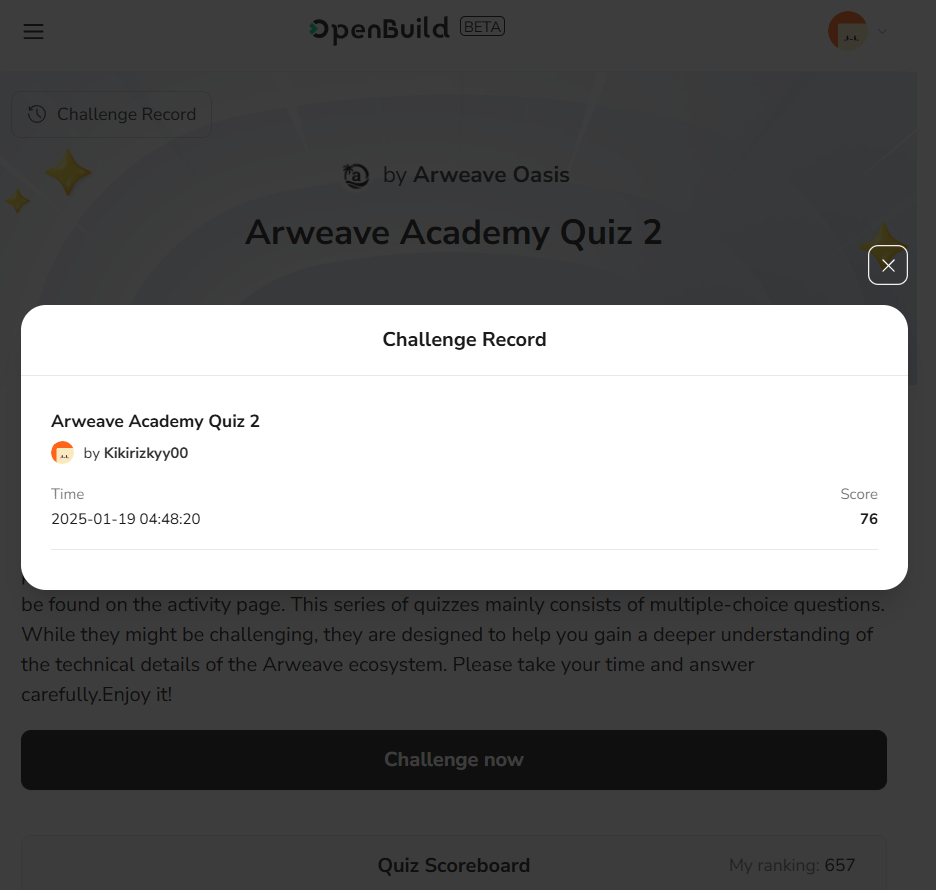 OpenBuild BETA
Challenge Record
by Arweave Oasis
Arweave Academy Quiz 2
Challenge Record
Arweave Academy Quiz 2
by Kikirizkyy00
Time Score
2025-01-19 04:48:20 76
be found on the activity page. This series of quizzes mainly consists of multiple-choice questions.
While they might be challenging, they are designed to help you gain a deeper understanding of
the technical details of the Arweave ecosystem. Please take your time and answer
carefully.Enjoy it!
Challenge now
Quiz Scoreboard My ranking: 657